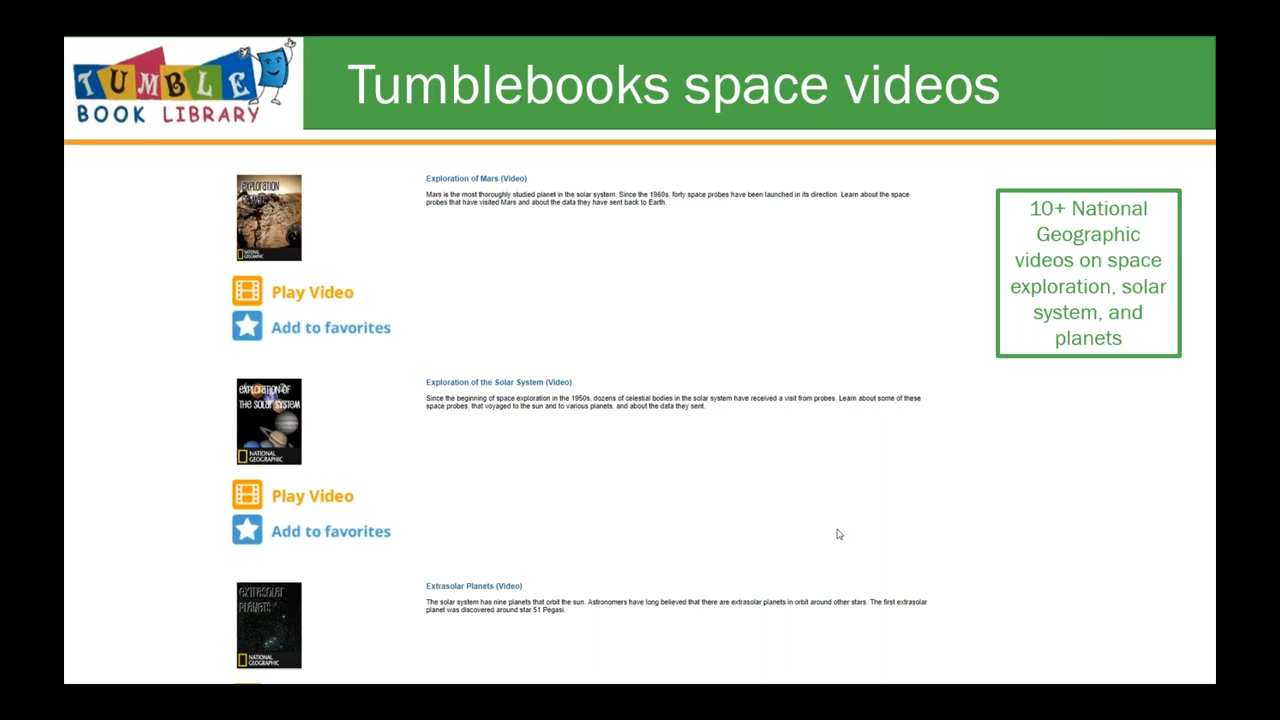 TUMBLE
BOOK LIBRARY
Tumblebooks space videos
EXPLORATION
NATIONAL
GEOGRAPHIC
Exploration of Mars (Video)
Mars is the most thoroughly studied planet in the solar system. Since the 1960s, forty space probes have been launched in its direction. Learn about the space
probes that have visited Mars and about the data they have sent back to Earth.
Play Video
Add to favorites
10+ National
Geographic
videos on space
exploration, solar
system, and
planets
EXPLORATION OF
THE SOLAR SYSTEM
NATIONAL
GEOGRAPHIC
Exploration of the Solar System (Video)
Since the beginning of space exploration in the 1950s, dozens of celestial bodies in the solar system have received a visit from probes. Learn about some of these
space probes, that voyaged to the sun and to various planets, and about the data they sent.
Play Video
Add to favorites
EXTRASOLAR
PLANETS
NATIONAL
GEOGRAPHIC
Extrasolar Planets (Video)
The solar system has nine planets that orbit the sun. Astronomers have long believed that there are extrasolar planets in orbit around other stars. The first extrasolar
planet was discovered around star 51 Pegasi.